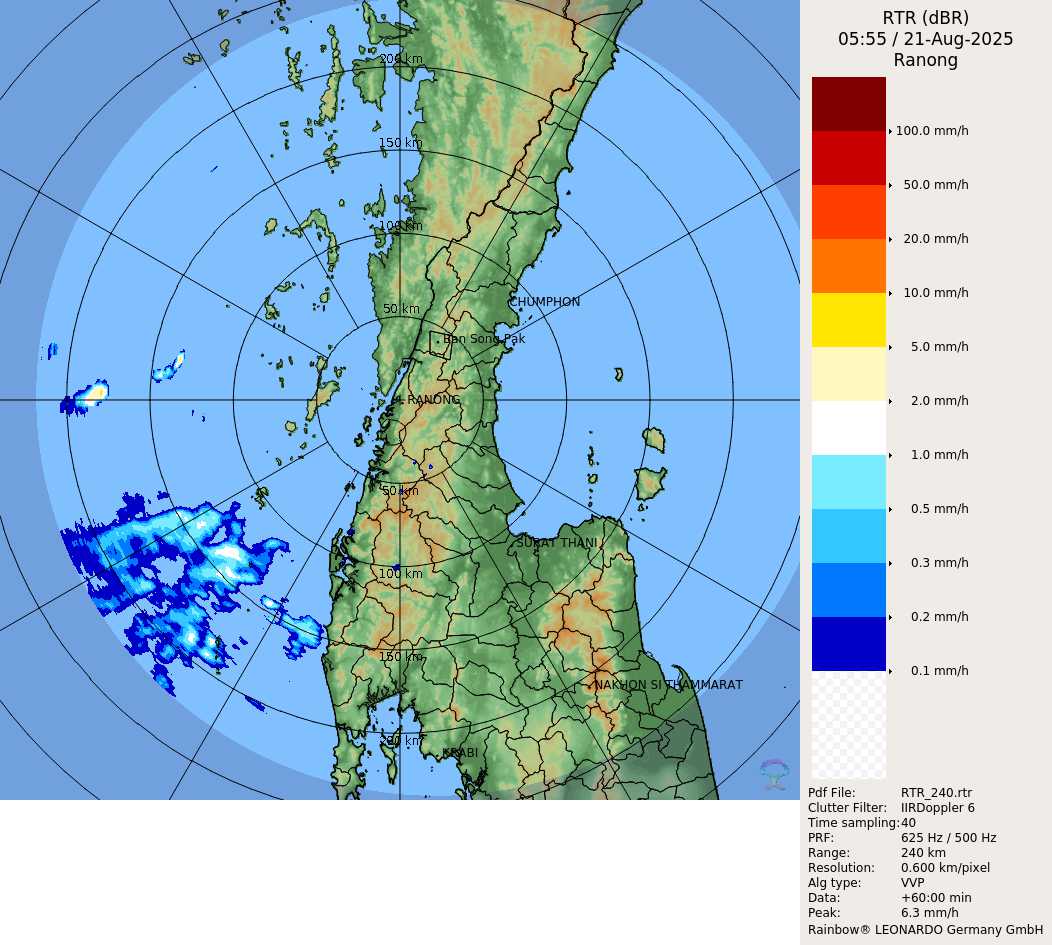 RTR (dBR)
05:55 / 21-Aug-2025
Ranong
200 km
150 km
100 km
50 km
CHUMPHON
Ban Song Pak
RANONG
50 km
SURAT THANI
100 km
150 km
NAKHON SI THAMMARAT
200 km
KRABI
100.0 mm/h
50.0 mm/h
20.0 mm/h
10.0 mm/h
5.0 mm/h
2.0 mm/h
1.0 mm/h
0.5 mm/h
0.3 mm/h
0.2 mm/h
0.1 mm/h
Pdf File: RTR_240.rtr
Clutter Filter: IIRDoppler 6
Time sampling:40
PRF: 625 Hz / 500 Hz
Range: 240 km
Resolution: 0.600 km/pixel
Alg type: VVP
Data: +60:00 min
Peak: 6.3 mm/h
Rainbow® LEONARDO Germany GmbH